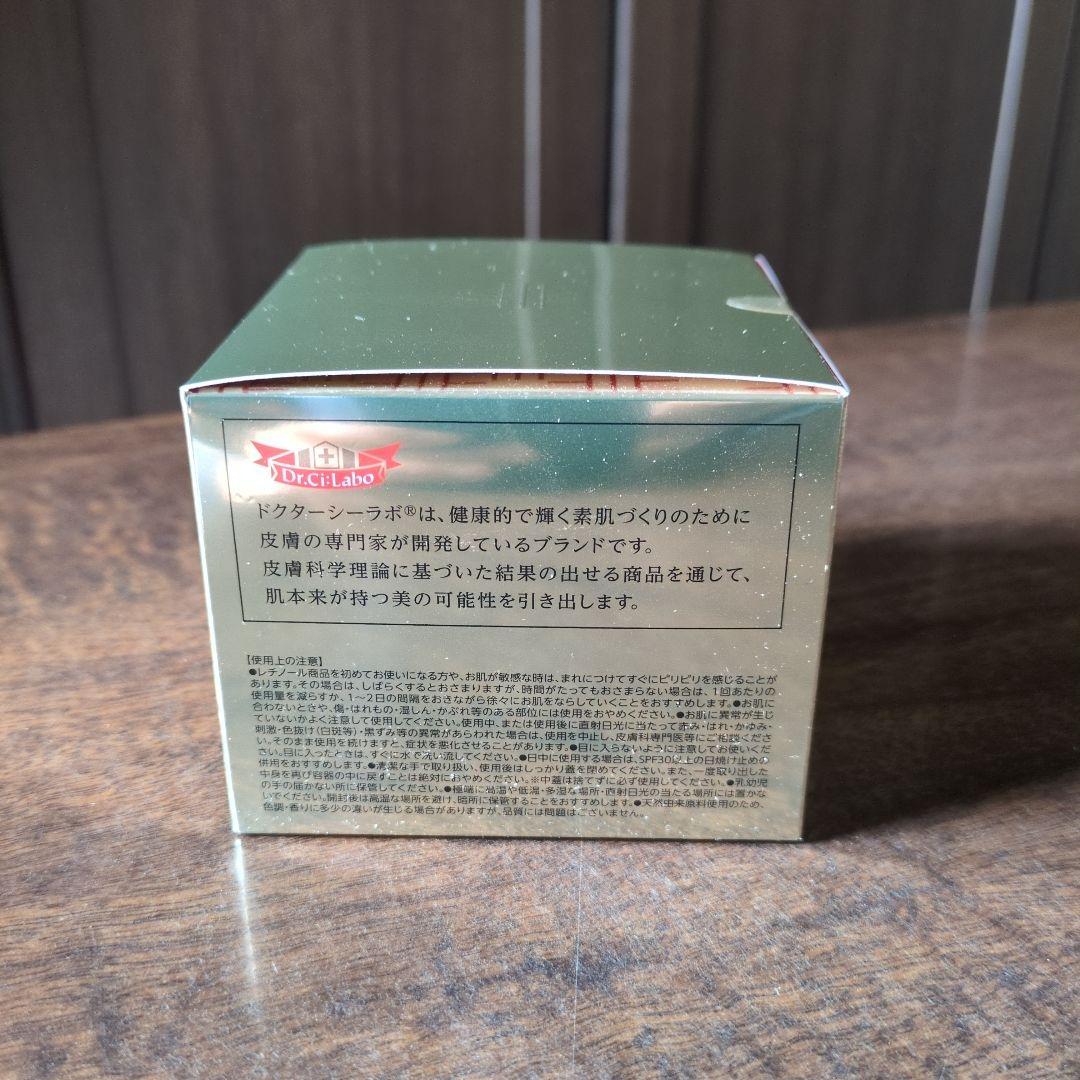 Dr.Ci:Labo
ドクターシーラボ®は、健康的で輝く素肌づくりのために
皮膚の専門家が開発しているブランドです。
皮膚科学理論に基づいた結果の出せる商品を通じて、
肌本来が持つ美の可能性を引き出します。
【使用上の注意】
●レチノール商品を初めてお使いになる方や、お肌が敏感な時は、まれにつけてすぐにピリピリを感じることが
あります。その場合は、しばらくするとおさまりますが、時間がたってもおさまらない場合は、1回あたりの
使用量を減らすか、1〜2日の間隔をおきながら徐々にお肌をならしていくことをおすすめします。●お肌に
合わないときや、傷・はれもの・湿しん・かぶれ等のある部位には使用をおやめください。●お肌に異常が生じ
ていないかよく注意して使用してください。使用中、または使用後に直射日光に当たって赤み・はれ・かゆみ・
刺激・色抜け(白斑等)・黒ずみ等の異常があらわれた場合は、使用を中止し、皮膚科専門医等にご相談くださ
い。そのまま使用を続けますと、症状を悪化させることがあります。●目に入らないように注意してお使いくだ
さい。目に入ったときは、すぐに水で洗い流してください。●日中に使用する場合は、SPF30以上の日焼け止めの
併用をおすすめします。●清潔な手で取り扱い、使用後はしっかり蓋を閉めてください。また、一度取り出した
中身を再び容器の中に戻すことは絶対におやめください。※中蓋は捨てずに必ず使用してください。●乳幼児
の手の届かない所に保管してください。●極端に高温や低温・多湿な場所・直射日光の当たる場所には置かな
いでください。開封後は高温な場所を避け、暗所に保管することをおすすめします。●天然由来原料使用のため、
色調・香りに多少の違いが生じる場合がありますが、品質には問題はございません。